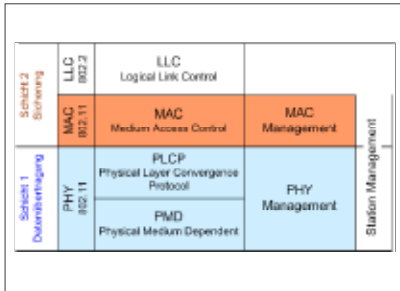 Schicht 2
Sicherung
LLC
802.2
LLC
Logical Link Control
MAC
802.11
MAC
Medium Access Control
MAC
Management
Schicht 1
Datenübertragung
PHY
802.11
PLCP
Physical Layer Convergence
Protocol
PMD
Physical Medium Dependent
PHY
Management
Station Management